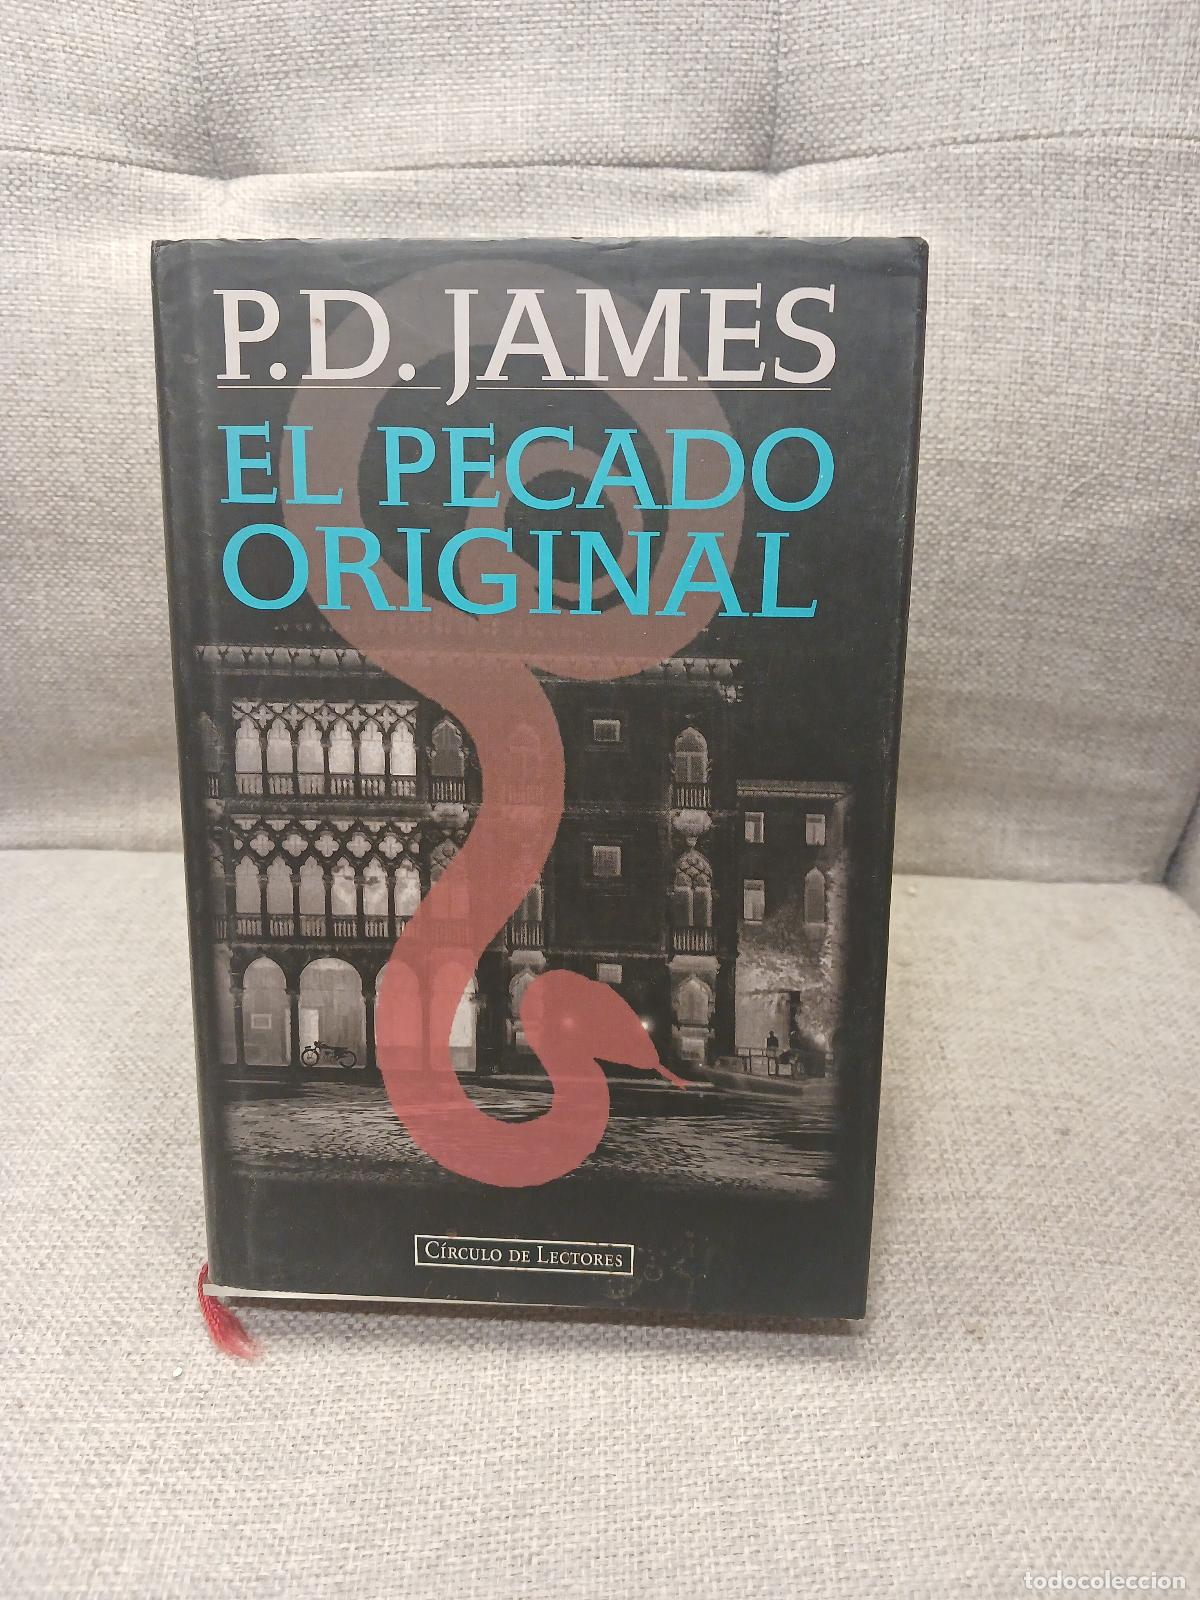 P.D. JAMES
EL PECADO
ORIGINAL
CÍRCULO DE LECTORES
todocoleccion